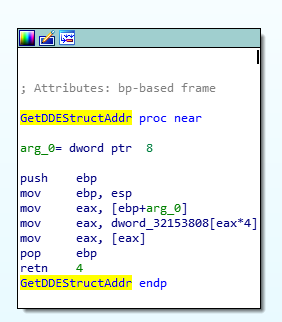 ; Attributes: bp-based frame
GetDDEStructAddr proc near
arg_0= dword ptr  8
push    ebp
mov     ebp, esp
mov     eax, [ebp+arg_0]
mov     eax, dword_32153808[eax*4]
mov     eax, [eax]
pop     ebp
retn    4
GetDDEStructAddr endp